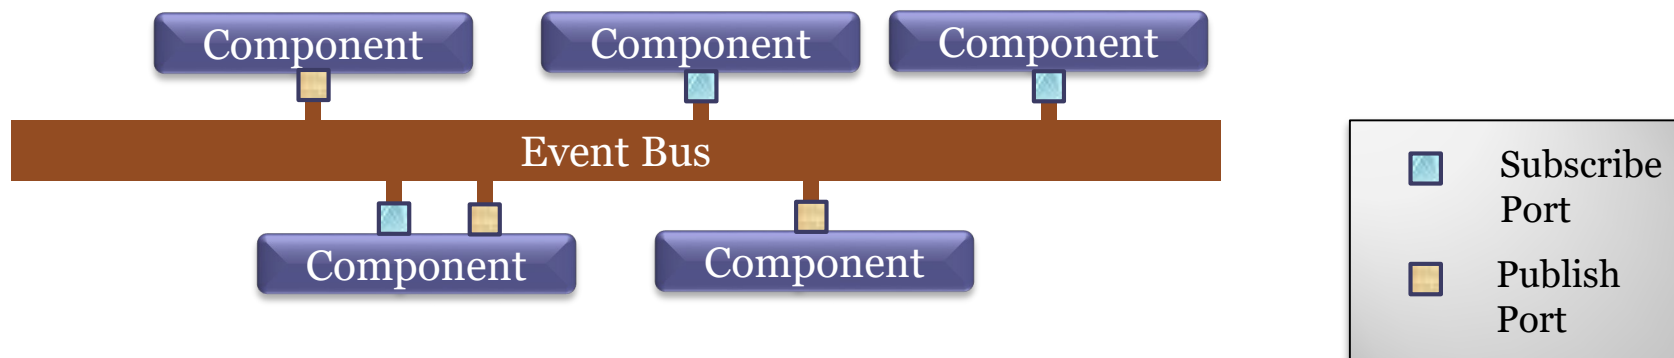 Component
Component
Component
Event Bus
Component
Component
Subscribe
Port
Publish
Port